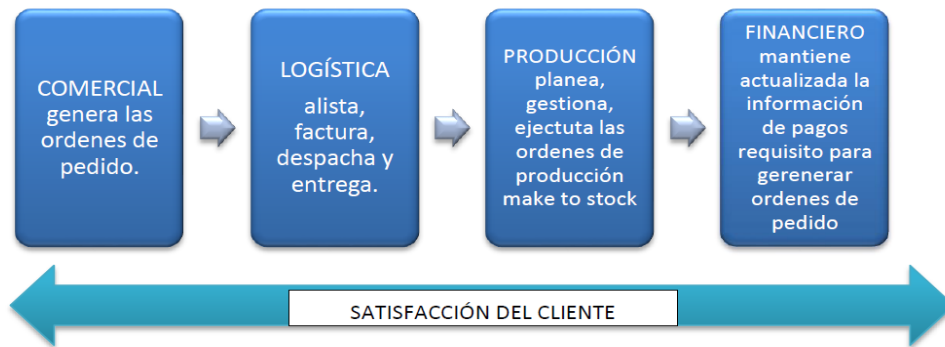 COMERCIAL
genera las
ordenes de
pedido.
LOGÍSTICA
alista,
factura,
despacha y
entrega.
PRODUCCIÓN
planea,
gestiona,
ejectuta las
ordenes de
producción
make to stock
FINANCIERO
mantiene
actualizada la
información
de pagos
requisito para
gerenerar
ordenes de
pedido
SATISFACCIÓN DEL CLIENTE